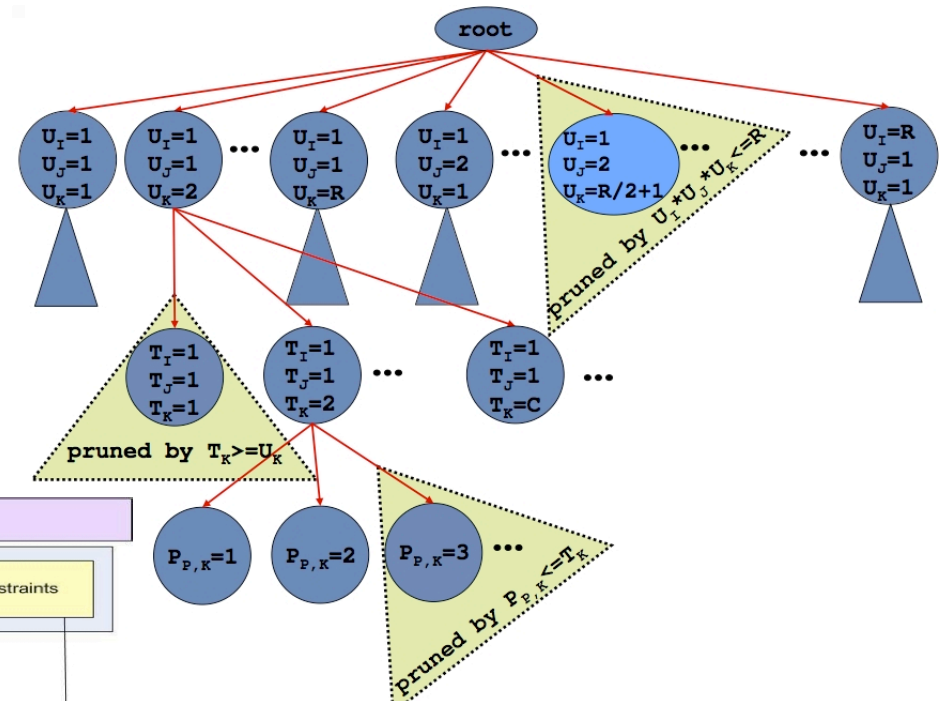 root
U_I=1
U_J=1
U_K=1
U_I=1
U_J=1
U_K=2
•••
U_I=1
U_J=1
U_K=R
U_I=1
U_J=2
U_K=1
•••
U_I=1
U_J=2
U_K=R/2+1
•••
pruned by U_I*U_J*U_K<=R
•••
U_I=R
U_J=1
U_K=1
T_I=1
T_J=1
T_K=1
pruned by T_K>=U_K
T_I=1
T_J=1
T_K=2
•••
T_I=1
T_J=1
T_K=C
•••
P_P,K=1
P_P,K=2
P_P,K=3
•••
pruned by P_P,K<=T_K
straints